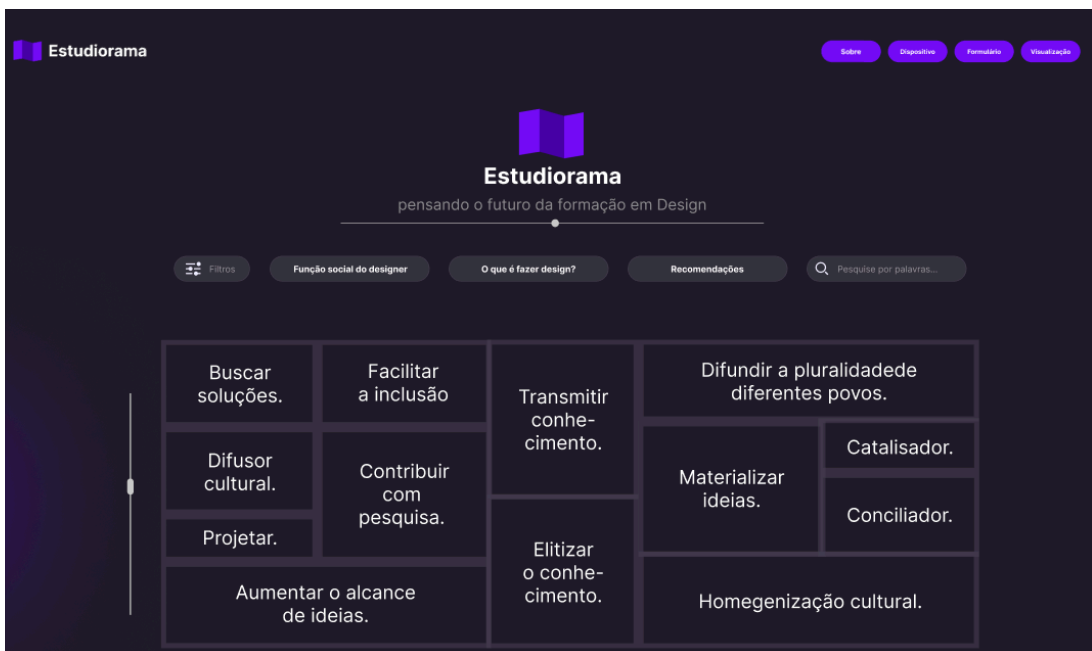 Estudiorama
Sobre
Dispositivo
Formulário
Visualização
Estudiorama
pensando o futuro da formação em Design
Filtros
Função social do designer
O que é fazer design?
Recomendações
Pesquise por palavras...
Buscar
soluções.
Facilitar
a inclusão
Transmitir
conhe-
cimento.
Difundir a pluralidadede
diferentes povos.
Difusor
cultural.
Contribuir
com
pesquisa.
Materializar
ideias.
Catalisador.
Conciliador.
Projetar.
Elitizar
o conhe-
cimento.
Aumentar o alcance
de ideias.
Homegenização cultural.